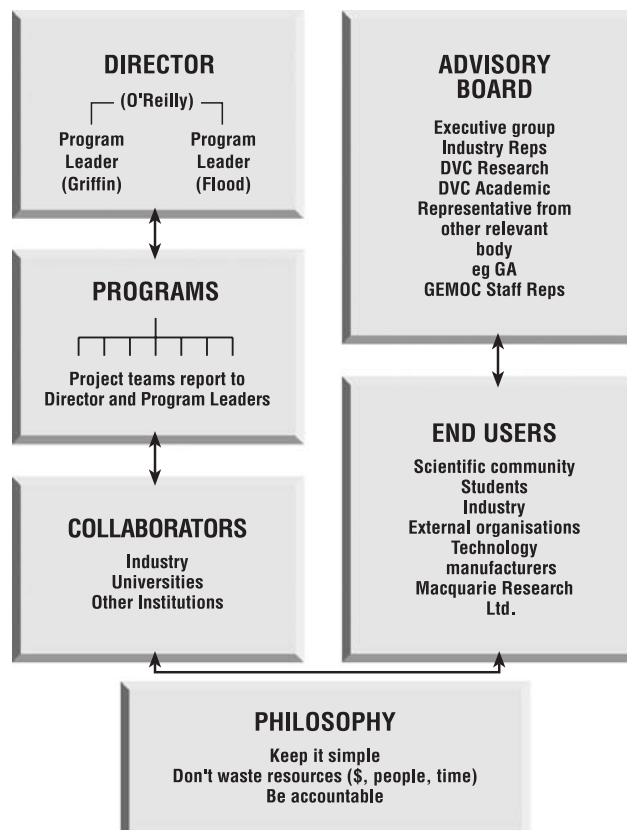 DIRECTOR
(O'Reilly)
Program
Leader
(Griffin)
Program
Leader
(Flood)
PROGRAMS
Project teams report to
Director and Program Leaders
COLLABORATORS
Industry
Universities
Other Institutions
ADVISORY
BOARD
Executive group
Industry Reps
DVC Research
DVC Academic
Representative from
other relevant
body
eg GA
GEMOC Staff Reps
END USERS
Scientific community
Students
Industry
External organisations
Technology
manufacturers
Macquarie Research
Ltd.
PHILOSOPHY
Keep it simple
Don't waste resources ($, people, time)
Be accountable